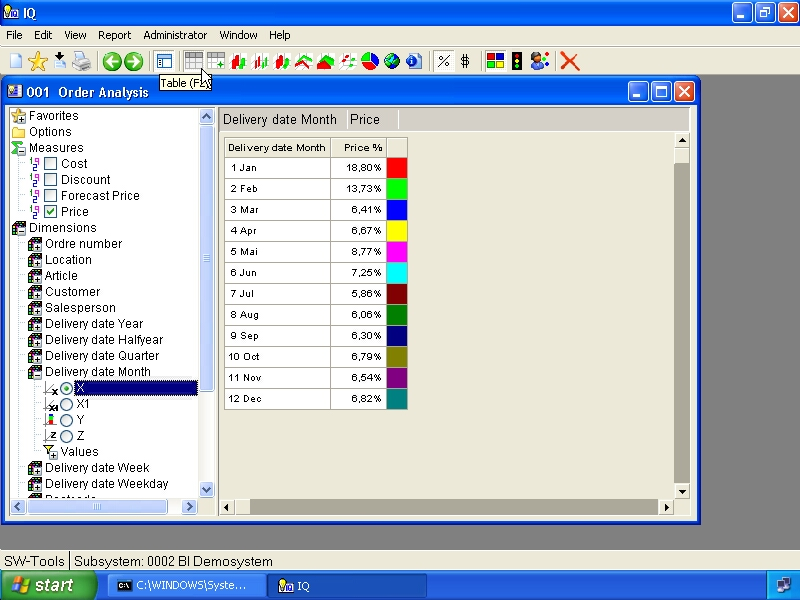 IQ
File Edit View Report Administrator Window Help
% $
Table (F2)
001 Order Analysis
Favorites
Options
Measures
Cost
Discount
Forecast Price
Price
Dimensions
Ordre number
Location
Article
Customer
Salesperson
Delivery date Year
Delivery date Halfyear
Delivery date Quarter
Delivery date Month
X
X1
Y
Z
Values
Delivery date Week
Delivery date Weekday
Delivery date Month Price
Delivery date Month Price %
1 Jan 18,80%
2 Feb 13,73%
3 Mar 6,41%
4 Apr 6,67%
5 Mai 8,77%
6 Jun 7,25%
7 Jul 5,86%
8 Aug 6,06%
9 Sep 6,30%
10 Oct 6,79%
11 Nov 6,54%
12 Dec 6,82%
SW-Tools Subsystem: 0002 BI Demosystem
start C:\WINDOWS\Syste... IQ